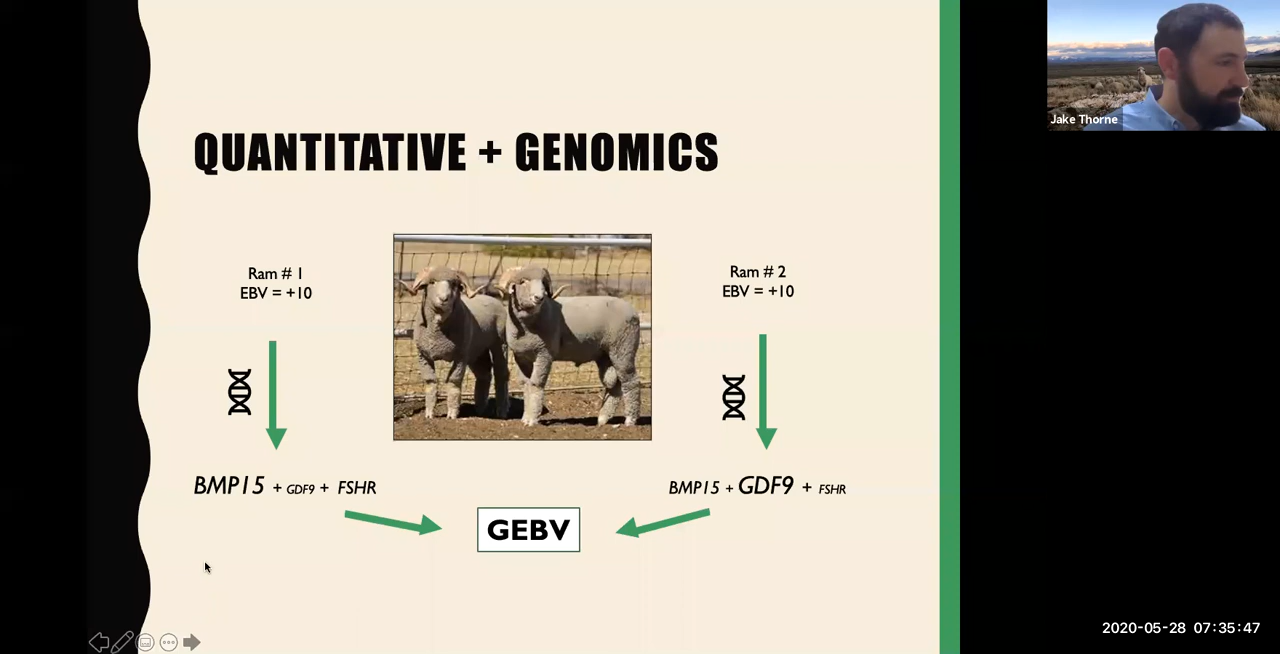 QUANTITATIVE + GENOMICS
Ram # 1
EBV = +10
Ram # 2
EBV = +10
BMP15 + GDF9 + FSHR
BMP15 + GDF9 + FSHR
GEBV
Jake Thorne
2020-05-28 07:35:47